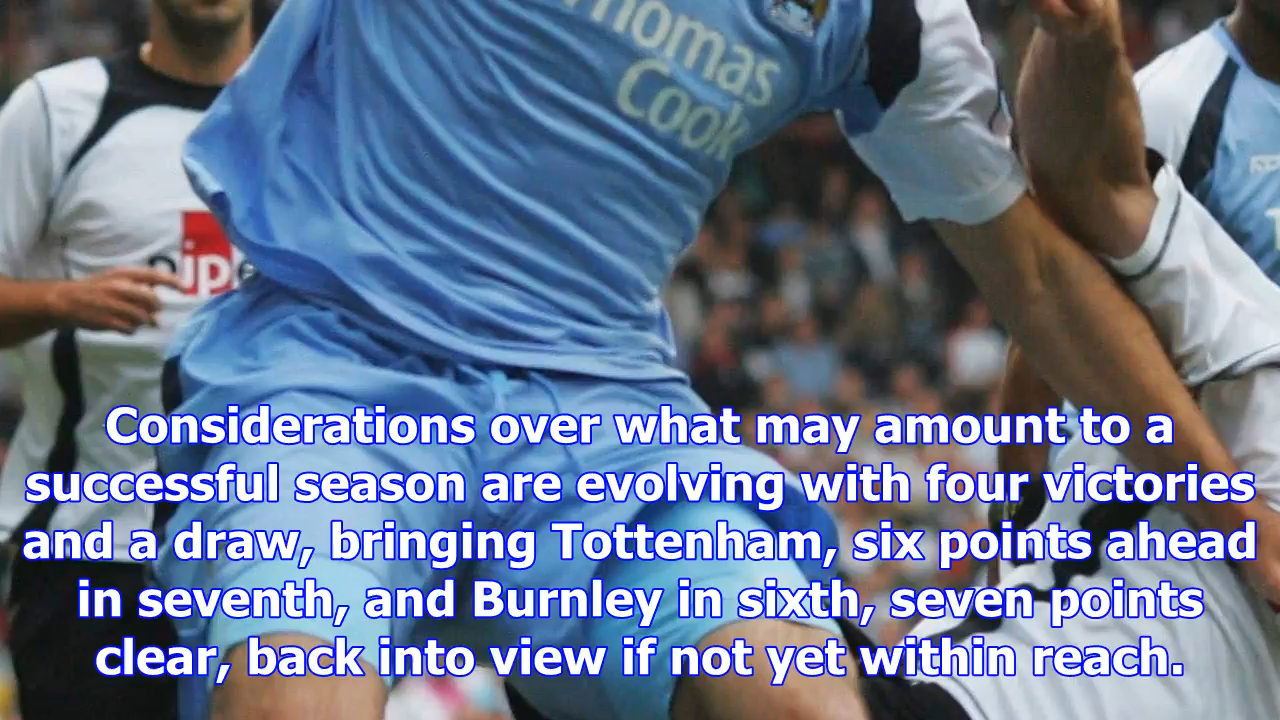 Thomas
Cook
Considerations over what may amount to a
successful season are evolving with four victories
and a draw, bringing Tottenham, six points ahead
in seventh, and Burnley in sixth, seven points
clear, back into view if not yet within reach.